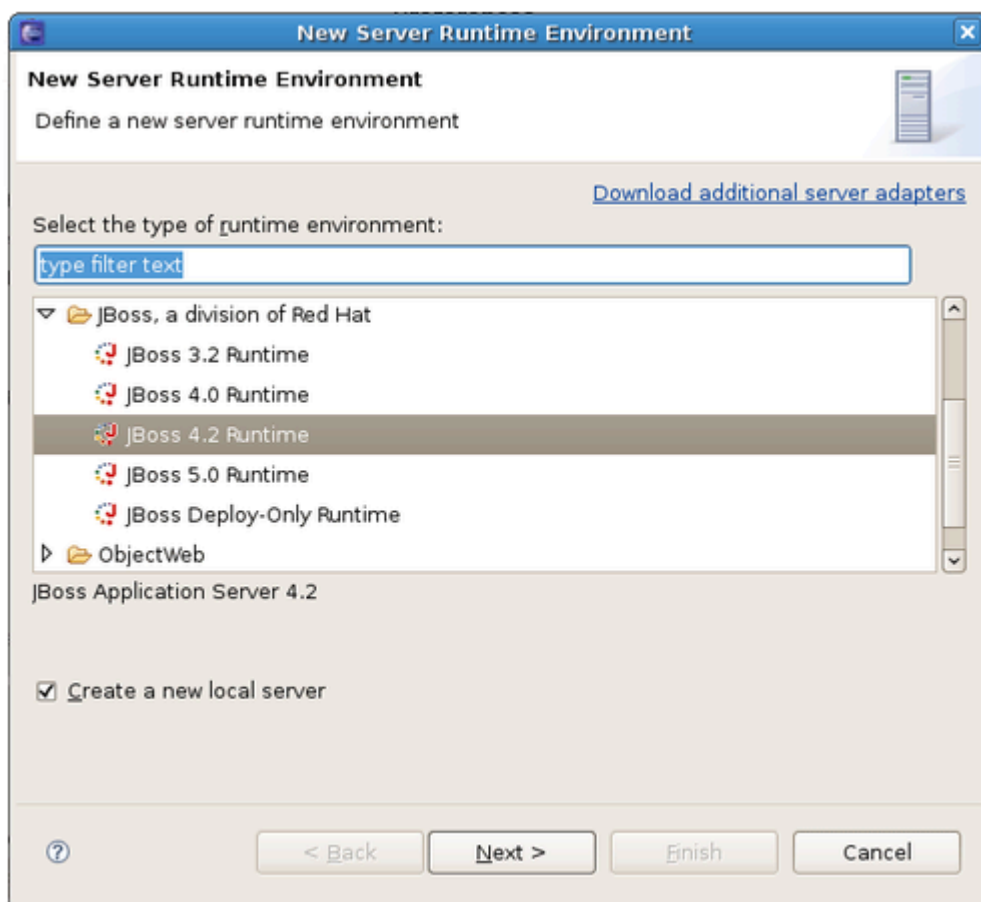 New Server Runtime Environment
New Server Runtime Environment
Define a new server runtime environment
Download additional server adapters
Select the type of runtime environment:
type filter text
JBoss, a division of Red Hat
JBoss 3.2 Runtime
JBoss 4.0 Runtime
JBoss 4.2 Runtime
JBoss 5.0 Runtime
JBoss Deploy-Only Runtime
ObjectWeb
JBoss Application Server 4.2
Create a new local server
? < Back Next > Finish Cancel